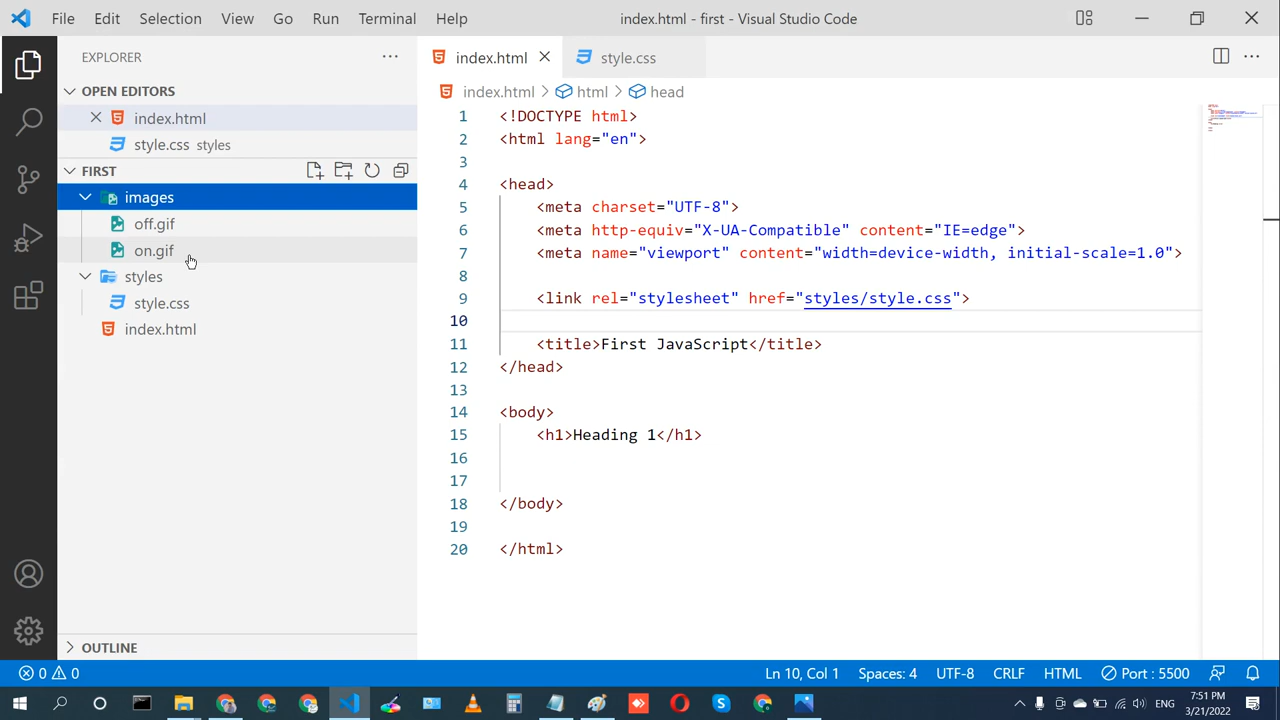 File Edit Selection View Go Run Terminal Help index.html - first - Visual Studio Code
EXPLORER
OPEN EDITORS
index.html
style.css styles
FIRST
images
off.gif
on.gif
styles
style.css
index.html
OUTLINE
index.html style.css
index.html > html > head
1 <!DOCTYPE html>
2 <html lang="en">
3
4 <head>
5 <meta charset="UTF-8">
6 <meta http-equiv="X-UA-Compatible" content="IE=edge">
7 <meta name="viewport" content="width=device-width, initial-scale=1.0">
8
9 <link rel="stylesheet" href="styles/style.css">
10
11 <title>First JavaScript</title>
12 </head>
13
14 <body>
15 <h1>Heading 1</h1>
16
17
18 </body>
19
20 </html>
0 0 Ln 10, Col 1 Spaces: 4 UTF-8 CRLF HTML Port : 5500
ENG 7:51 PM
3/21/2022